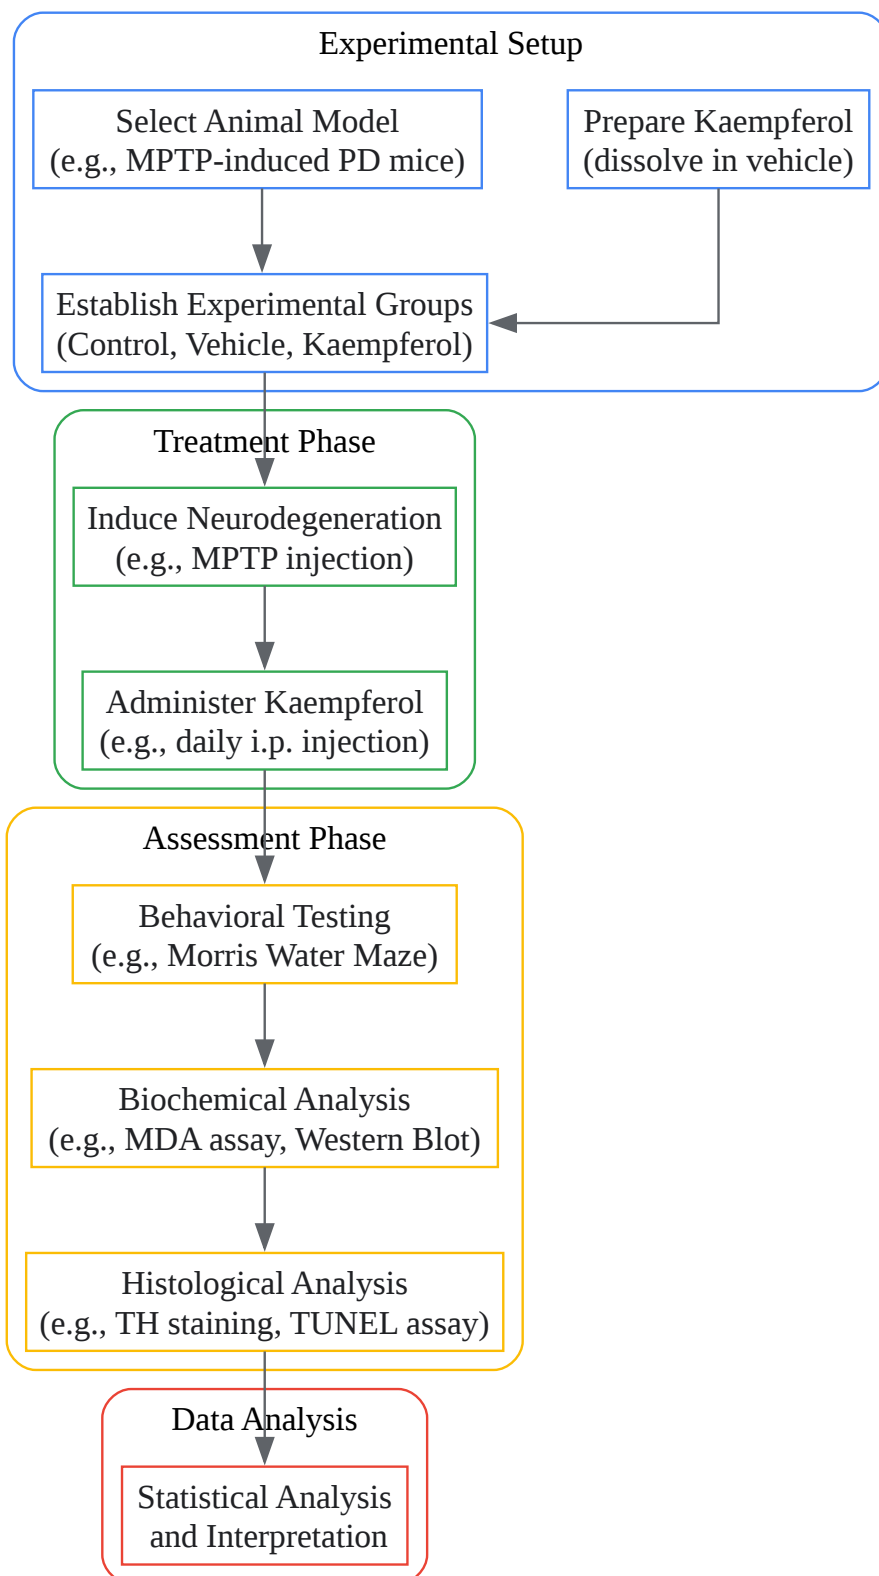 Experimental Setup
Select Animal Model
(e.g., MPTP-induced PD mice)
Prepare Kaempferol
(dissolve in vehicle)
Establish Experimental Groups
(Control, Vehicle, Kaempferol)
Treatment Phase
Induce Neurodegeneration
(e.g., MPTP injection)
Administer Kaempferol
(e.g., daily i.p. injection)
Assessment Phase
Behavioral Testing
(e.g., Morris Water Maze)
Biochemical Analysis
(e.g., MDA assay, Western Blot)
Histological Analysis
(e.g., TH staining, TUNEL assay)
Data Analysis
Statistical Analysis
and Interpretation